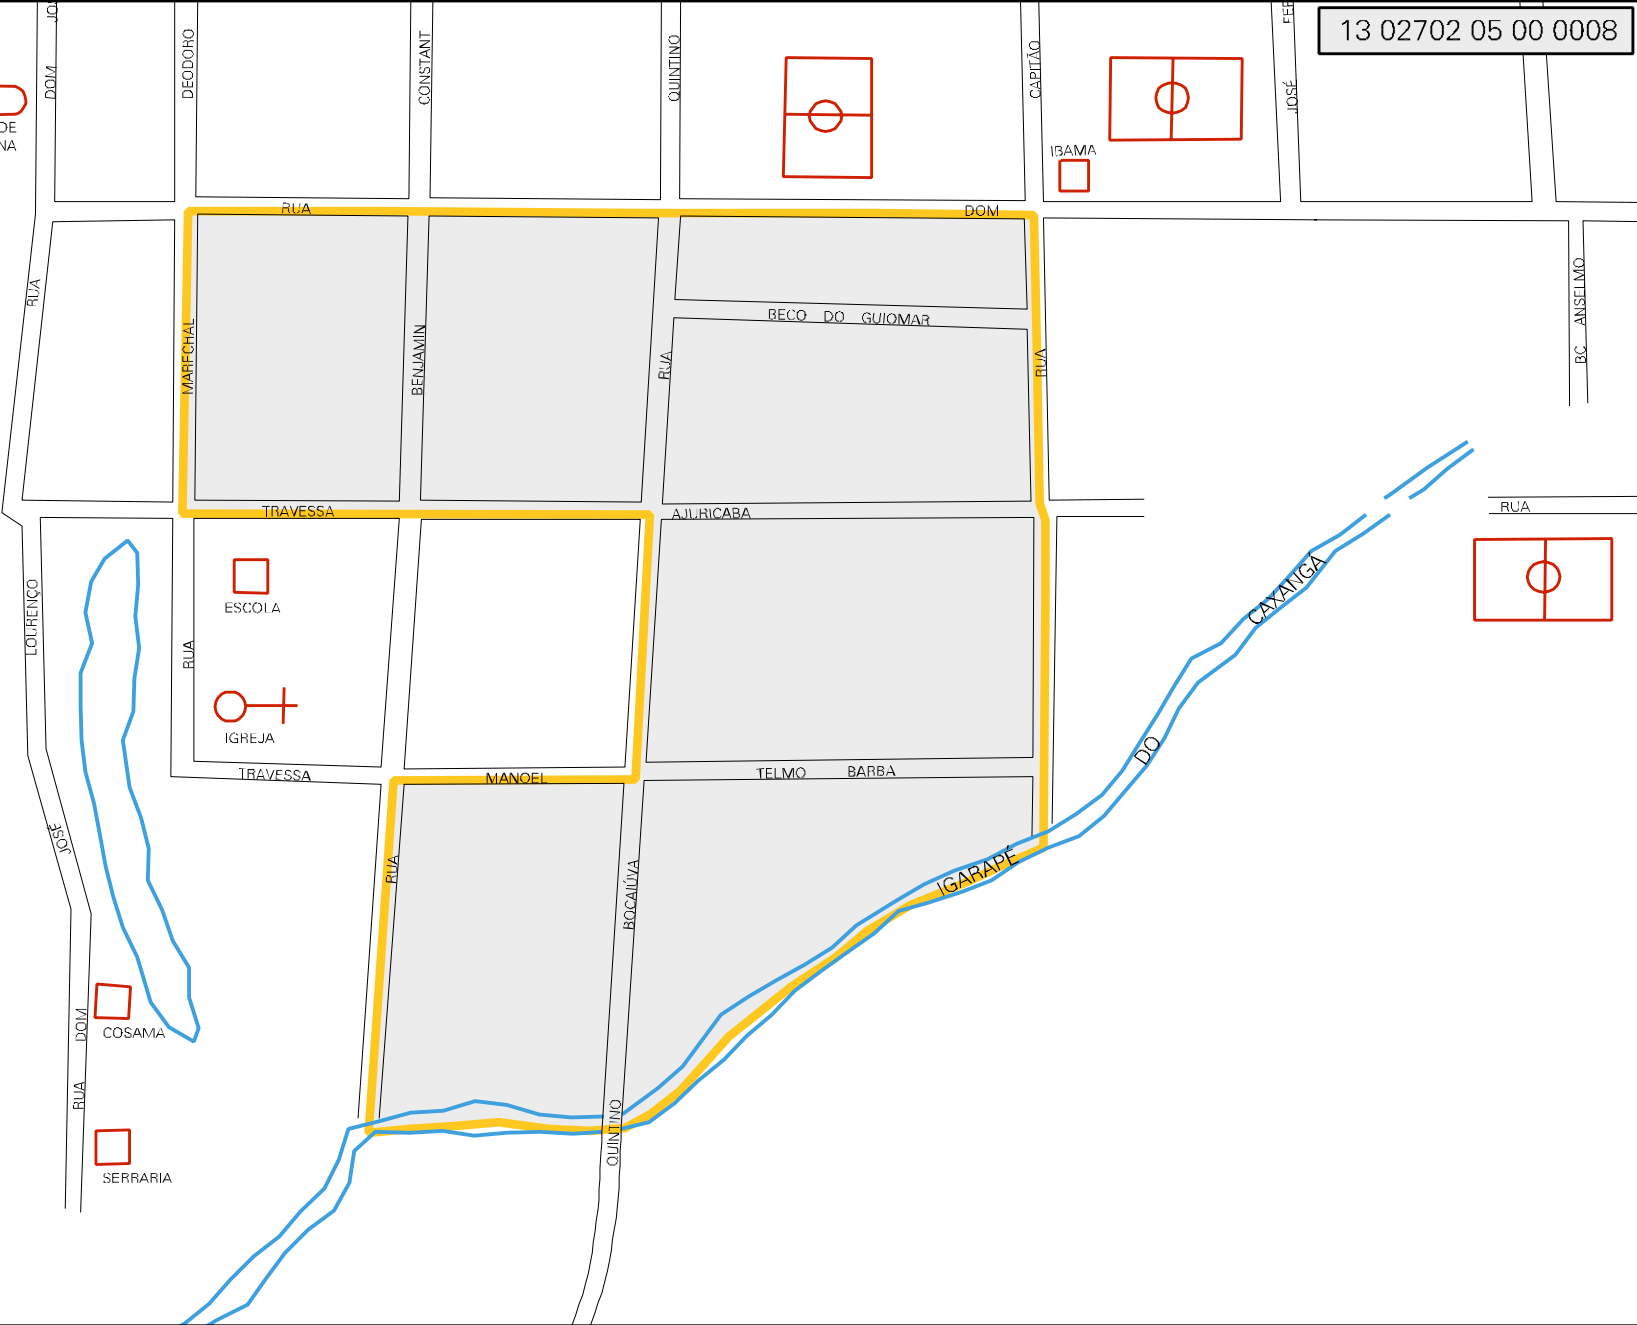 13 02702 05 00 0008
DOM
DEODORO
CONSTANT
QUINTINO
CAPITÃO
JOSÉ
DE
NA
IBAMA
RUA
DOM
RUA
ANSELMO
BC
MARECHAL
BENJAMIN
RUA
BECO DO GUIOMAR
RUA
TRAVESSA
AJURICABA
RUA
LOURENÇO
ESCOLA
RUA
IGREJA
CAXANGÁ
DO
IGARAPÉ
TRAVESSA
MANOEL
TELMO BARBA
JOSÉ
RUA
BOCAIÚVA
DOM
COSAMA
RUA
QUINTINO
SERRARIA